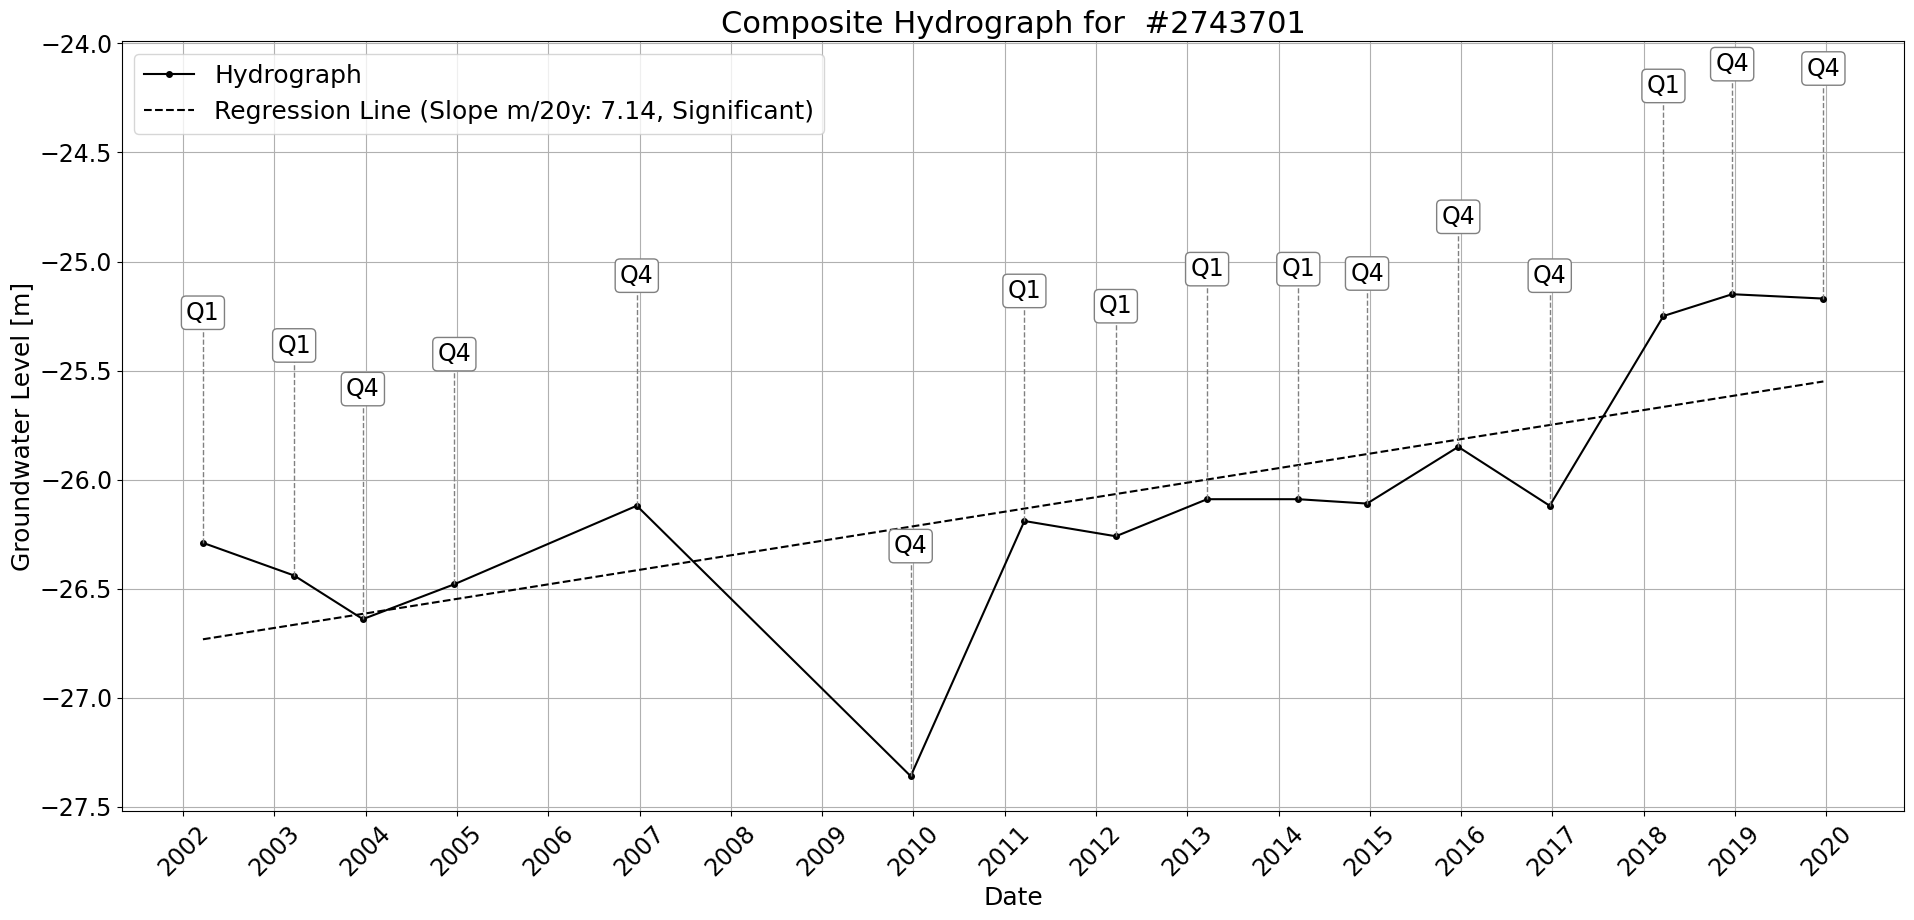 Composite Hydrograph for  #2743701
Hydrograph
Regression Line (Slope m/20y: 7.14, Significant)
Groundwater Level [m]
−24.0
−24.5
−25.0
−25.5
−26.0
−26.5
−27.0
−27.5
Q1
Q1
Q4
Q4
Q4
Q4
Q1
Q1
Q1
Q1
Q4
Q4
Q4
Q1
Q4
Q4
2002
2003
2004
2005
2006
2007
2008
2009
2010
2011
2012
2013
2014
2015
2016
2017
2018
2019
2020
Date